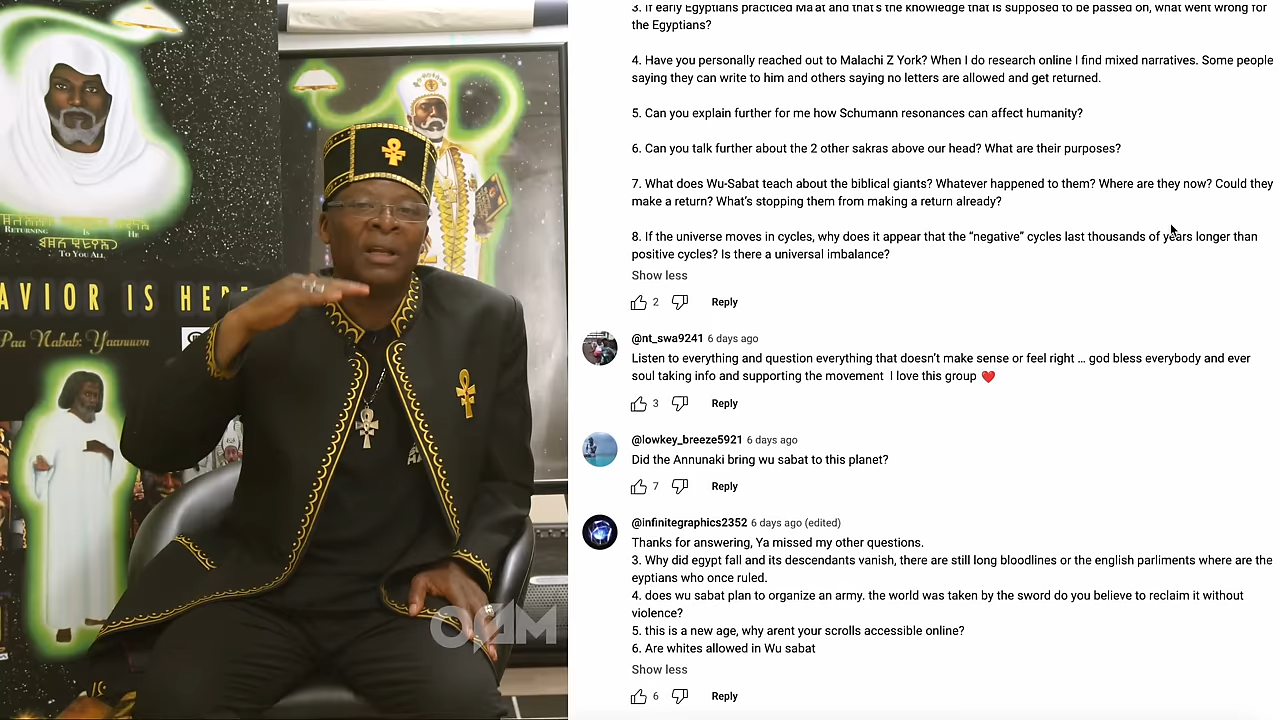 RETURNING IS HE
TO YOU ALL
AVIOR IS HERE
Paa Nabab: Yaanuwn
OM
3. If early Egyptians practiced Ma'at and that's the knowledge that is supposed to be passed on, what went wrong for
the Egyptians?
4. Have you personally reached out to Malachi Z York? When I do research online I find mixed narratives. Some people
saying they can write to him and others saying no letters are allowed and get returned.
5. Can you explain further for me how Schumann resonances can affect humanity?
6. Can you talk further about the 2 other sakras above our head? What are their purposes?
7. What does Wu-Sabat teach about the biblical giants? Whatever happened to them? Where are they now? Could they
make a return? What's stopping them from making a return already?
8. If the universe moves in cycles, why does it appear that the “negative” cycles last thousands of years longer than
positive cycles? Is there a universal imbalance?
Show less
2 Reply
@nt_swa9241 6 days ago
Listen to everything and question everything that doesn’t make sense or feel right … god bless everybody and ever
soul taking info and supporting the movement I love this group ❤️
3 Reply
@lowkey_breeze5921 6 days ago
Did the Annunaki bring wu sabat to this planet?
7 Reply
@infinitegraphics2352 6 days ago (edited)
Thanks for answering, Ya missed my other questions.
3. Why did egypt fall and its descendants vanish, there are still long bloodlines or the english parliments where are the
eyptians who once ruled.
4. does wu sabat plan to organize an army. the world was taken by the sword do you believe to reclaim it without
violence?
5. this is a new age, why arent your scrolls accessible online?
6. Are whites allowed in Wu sabat
Show less
6 Reply